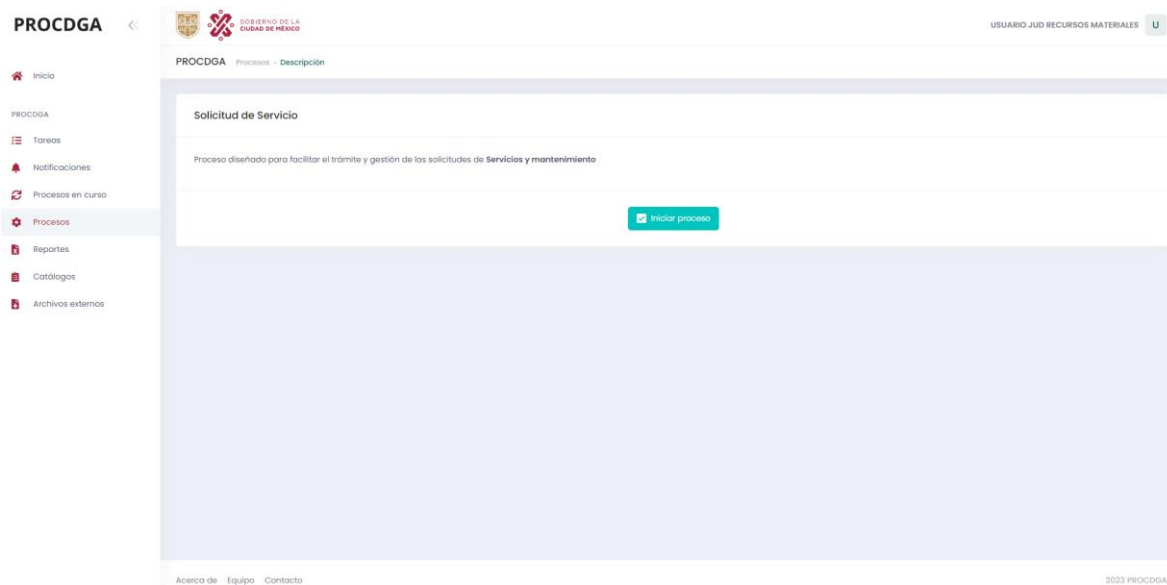 PROCDGA
GOBIERNO DE LA
CIUDAD DE MÉXICO
USUARIO JUD RECURSOS MATERIALES U
PROCDGA Procesos - Descripción
Inicio
PROCDGA
Tareas
Notificaciones
Procesos en curso
Procesos
Reportes
Catálogos
Archivos externos
Solicitud de Servicio
Proceso diseñado para facilitar el trámite y gestión de las solicitudes de Servicios y mantenimiento
Iniciar proceso
Acerca de Equipo Contacto
2023 PROCDGA